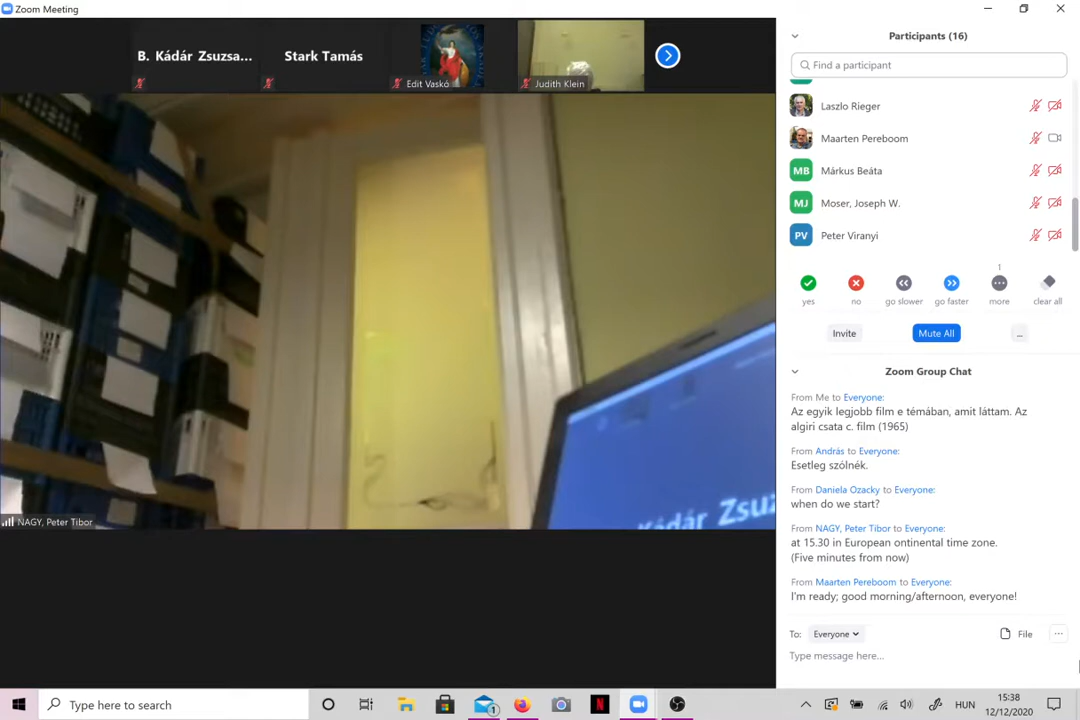 Zoom Meeting
B. Kádár Zsuzsa...
Stark Tamás
Edit Vaskó
Judith Klein
Participants (16)
Find a participant
Laszlo Rieger
Maarten Pereboom
MB Márkus Beáta
MJ Moser, Joseph W.
PV Peter Viranyi
1
yes no go slower go faster more clear all
Invite Mute All ...
Zoom Group Chat
From Me to Everyone:
Az egyik legjobb film e témában, amit láttam. Az
algiri csata c. film (1965)
From András to Everyone:
Esetleg szólnék.
From Daniela Ozacky to Everyone:
when do we start?
From NAGY, Peter Tibor to Everyone:
at 15.30 in European ontinental time zone.
(Five minutes from now)
From Maarten Pereboom to Everyone:
I'm ready; good morning/afternoon, everyone!
To: Everyone File
Type message here...
Kádár Zsuz
NAGY, Peter Tibor
Type here to search
1
N
HUN
15:38
12/12/2020